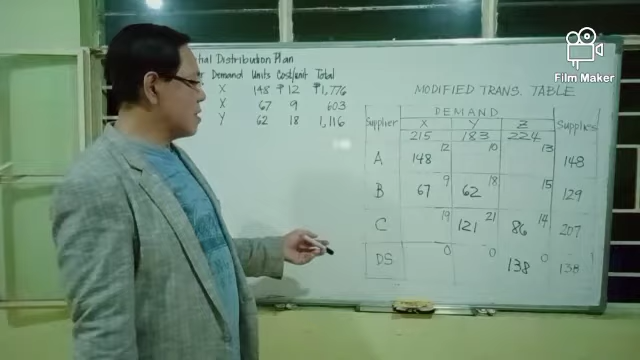 tial Distribution Plan
er Demand Units Cost/unit Total
X 148 ₱12 ₱1,776
X 67 9 603
Y 62 18 1,116
Film Maker
MODIFIED TRANS. TABLE
Supplier DEMAND Supplies
X Y Z
215 183 224
A 148 12 10 13 148
B 67 9 62 18 15 129
C 19 121 21 86 14 207
DS 0 0 138 0 138